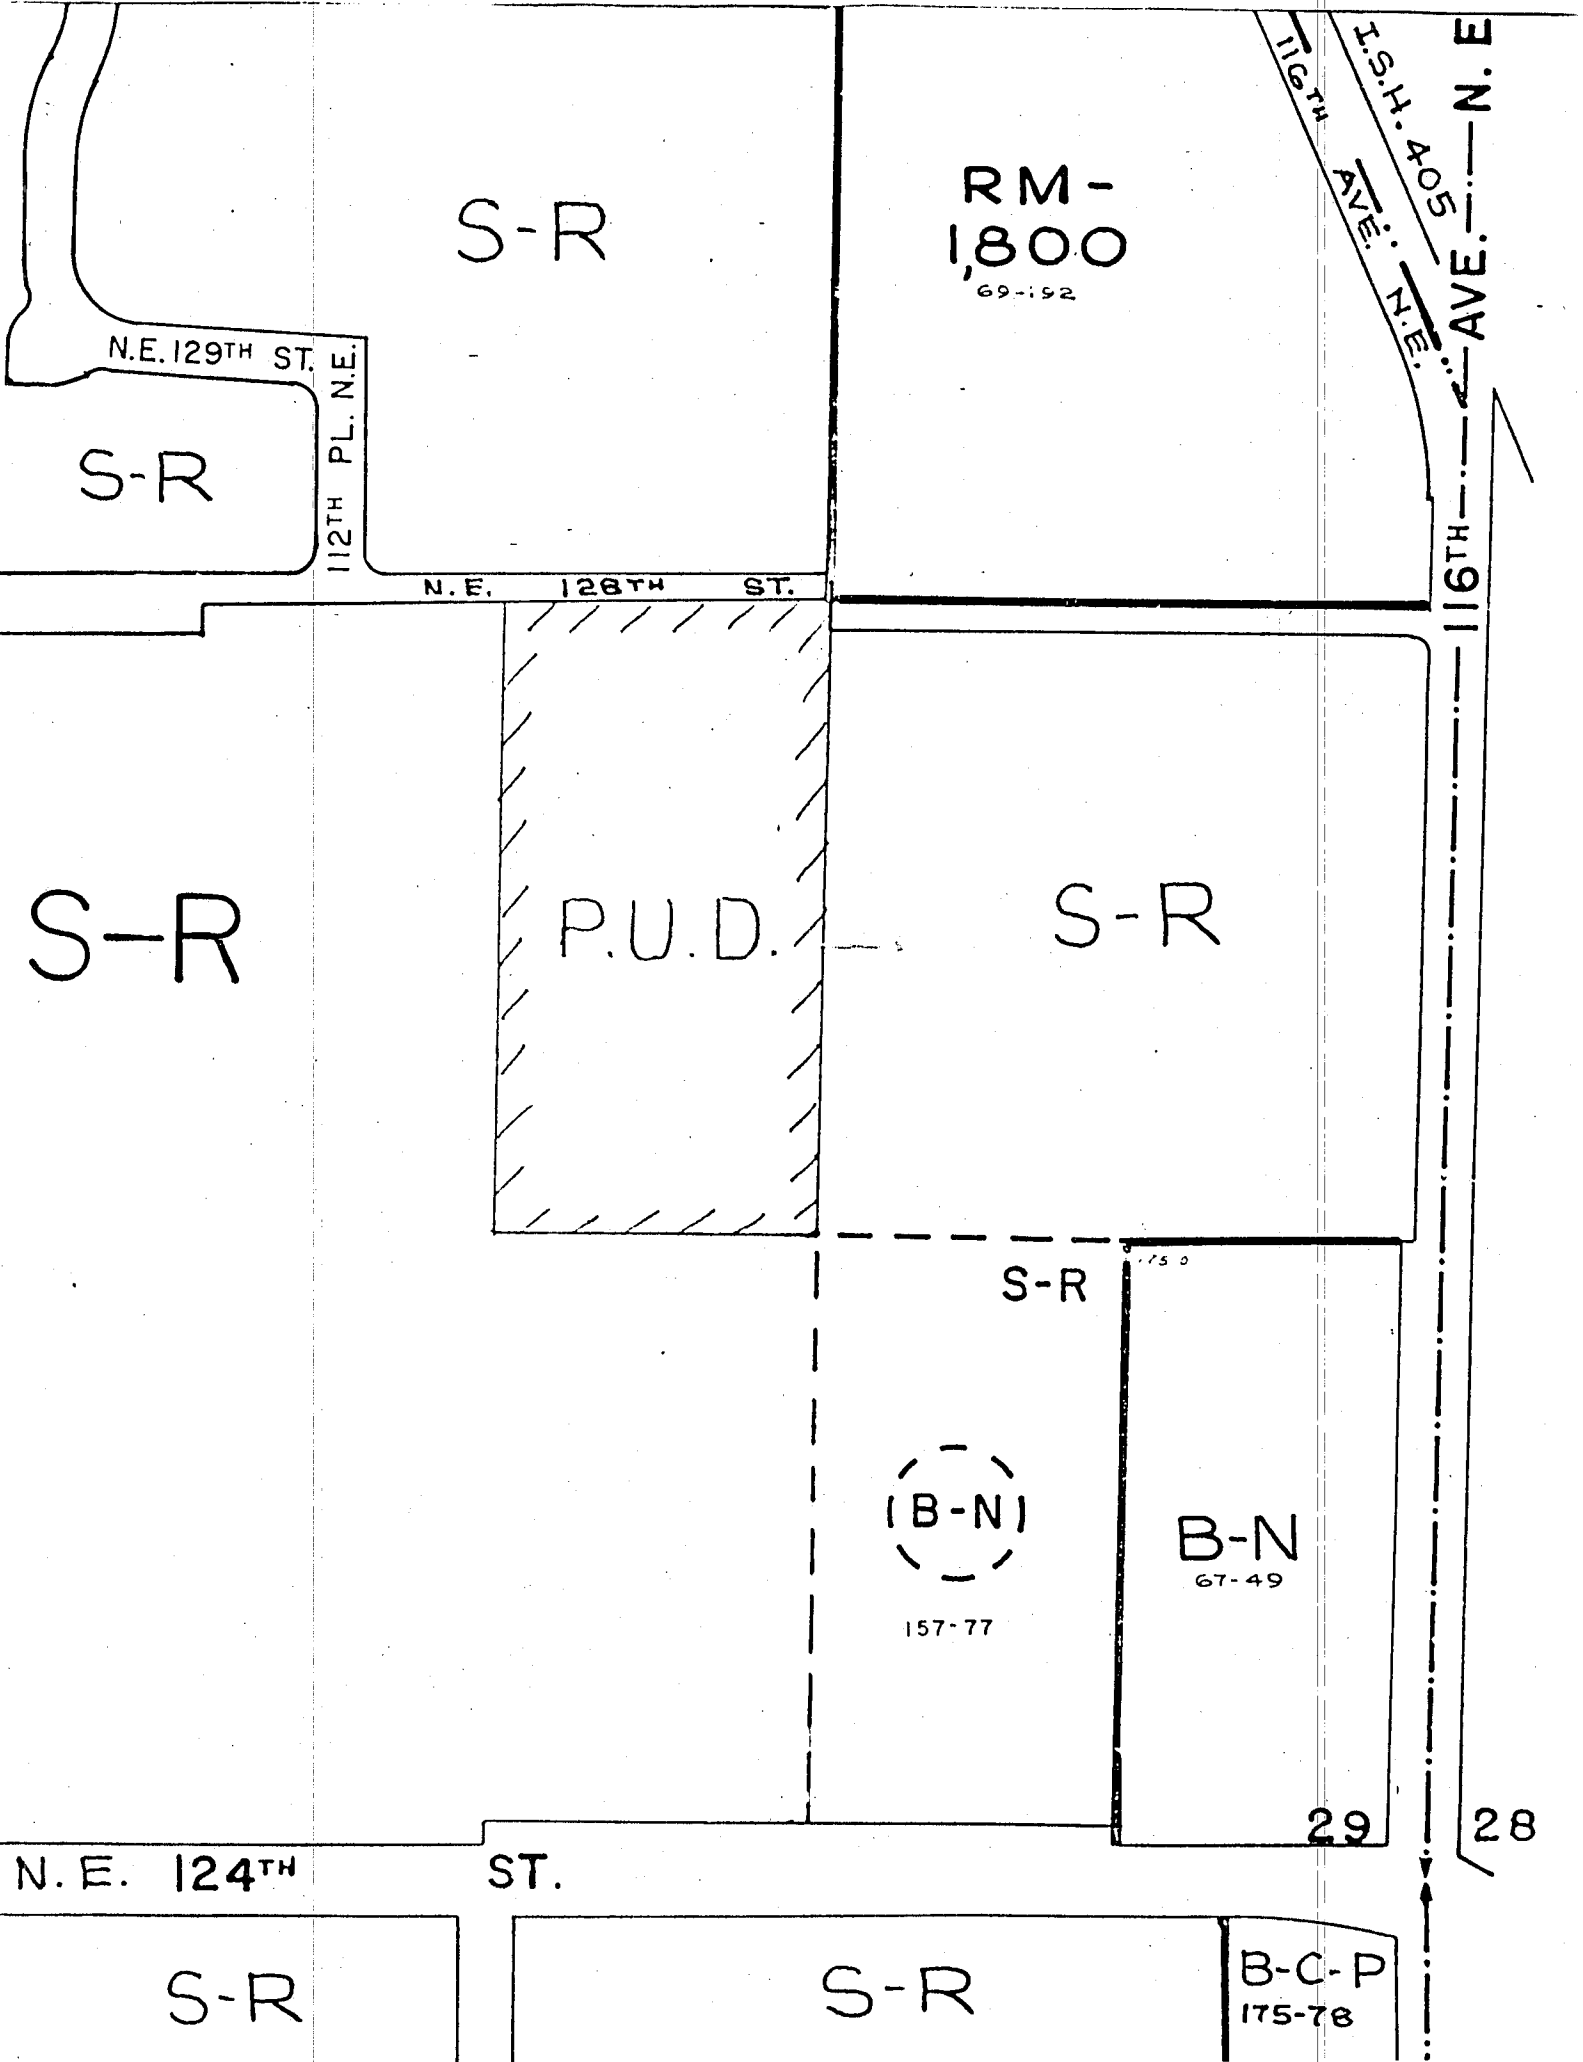 116TH AVE. N.E.
I.S.H. 405
116TH AVE. N. E
S-R
RM-
1,800
69-192
N.E. 129TH ST.
112TH PL. N.E.
S-R
N.E. 128TH ST.
S-R
P.U.D.
S-R
S-R
(B-N)
157-77
B-N
67-49
29
28
N. E. 124TH ST.
S-R
S-R
B-C-P
175-78